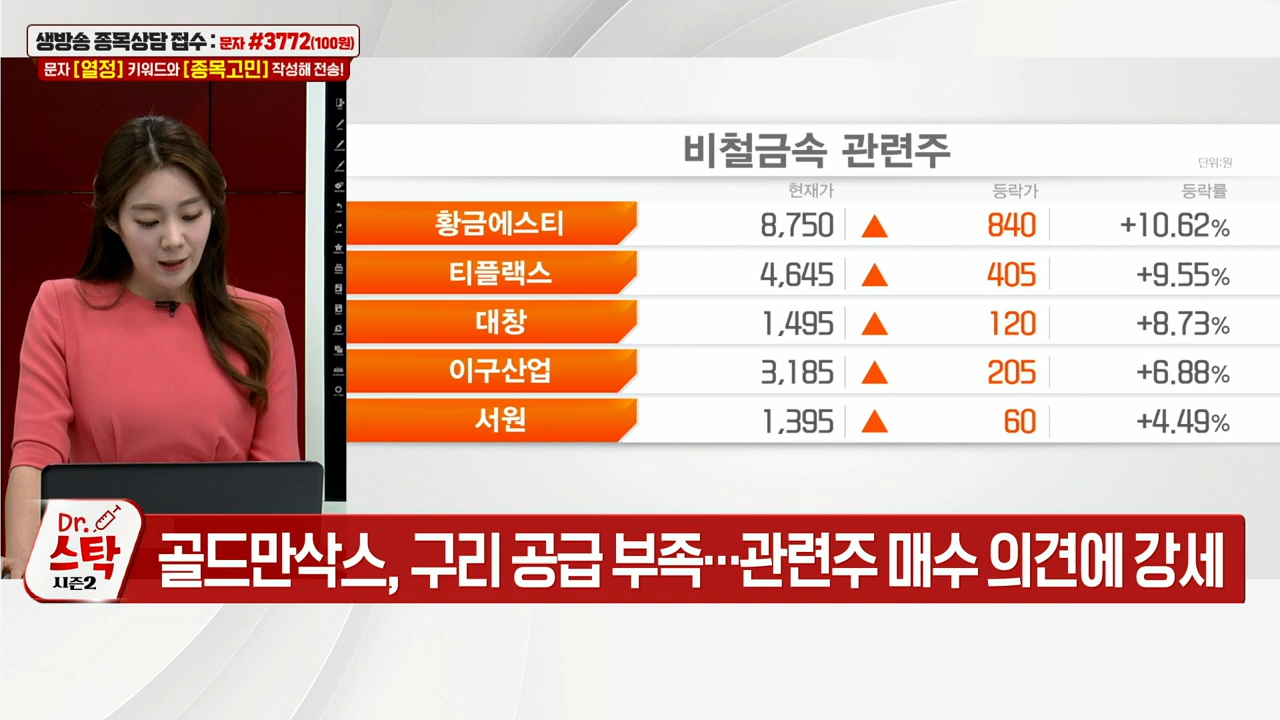 생방송 종목상담 접수 : 문자 #3772(100원)
문자 [열정] 키워드와 [종목고민] 작성해 전송!
비철금속 관련주
단위:원
현재가 등락가 등락률
황금에스티 8,750 ▲ 840 +10.62%
티플랙스 4,645 ▲ 405 +9.55%
대창 1,495 ▲ 120 +8.73%
이구산업 3,185 ▲ 205 +6.88%
서원 1,395 ▲ 60 +4.49%
Dr.
스탁
시즌2
골드만삭스, 구리 공급 부족…관련주 매수 의견에 강세